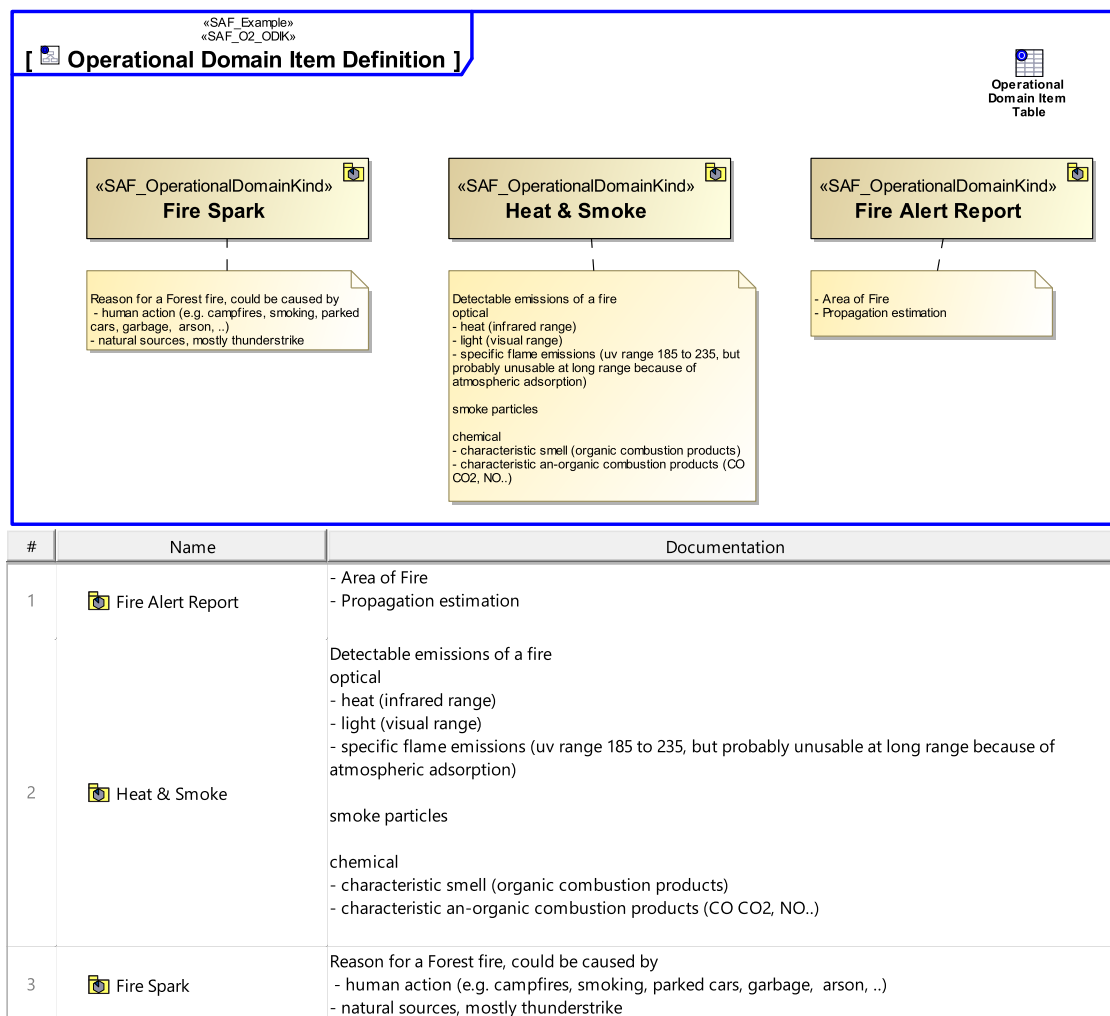 «SAF_Example»
«SAF_O2_ODIK»
[ Operational Domain Item Definition ]
Operational
Domain Item
Table
«SAF_OperationalDomainKind»
Fire Spark
«SAF_OperationalDomainKind»
Heat & Smoke
«SAF_OperationalDomainKind»
Fire Alert Report
Reason for a Forest fire, could be caused by
- human action (e.g. campfires, smoking, parked
cars, garbage, arson, ..)
- natural sources, mostly thunderstrike
Detectable emissions of a fire
optical
- heat (infrared range)
- light (visual range)
- specific flame emissions (uv range 185 to 235, but
probably unusable at long range because of
atmospheric adsorption)
smoke particles
chemical
- characteristic smell (organic combustion products)
- characteristic an-organic combustion products (CO
CO2, NO..)
- Area of Fire
- Propagation estimation
# Name Documentation
1 Fire Alert Report
- Area of Fire
- Propagation estimation
2 Heat & Smoke
Detectable emissions of a fire
optical
- heat (infrared range)
- light (visual range)
- specific flame emissions (uv range 185 to 235, but probably unusable at long range because of
atmospheric adsorption)
smoke particles
chemical
- characteristic smell (organic combustion products)
- characteristic an-organic combustion products (CO CO2, NO..)
3 Fire Spark
Reason for a Forest fire, could be caused by
- human action (e.g. campfires, smoking, parked cars, garbage, arson, ..)
- natural sources, mostly thunderstrike